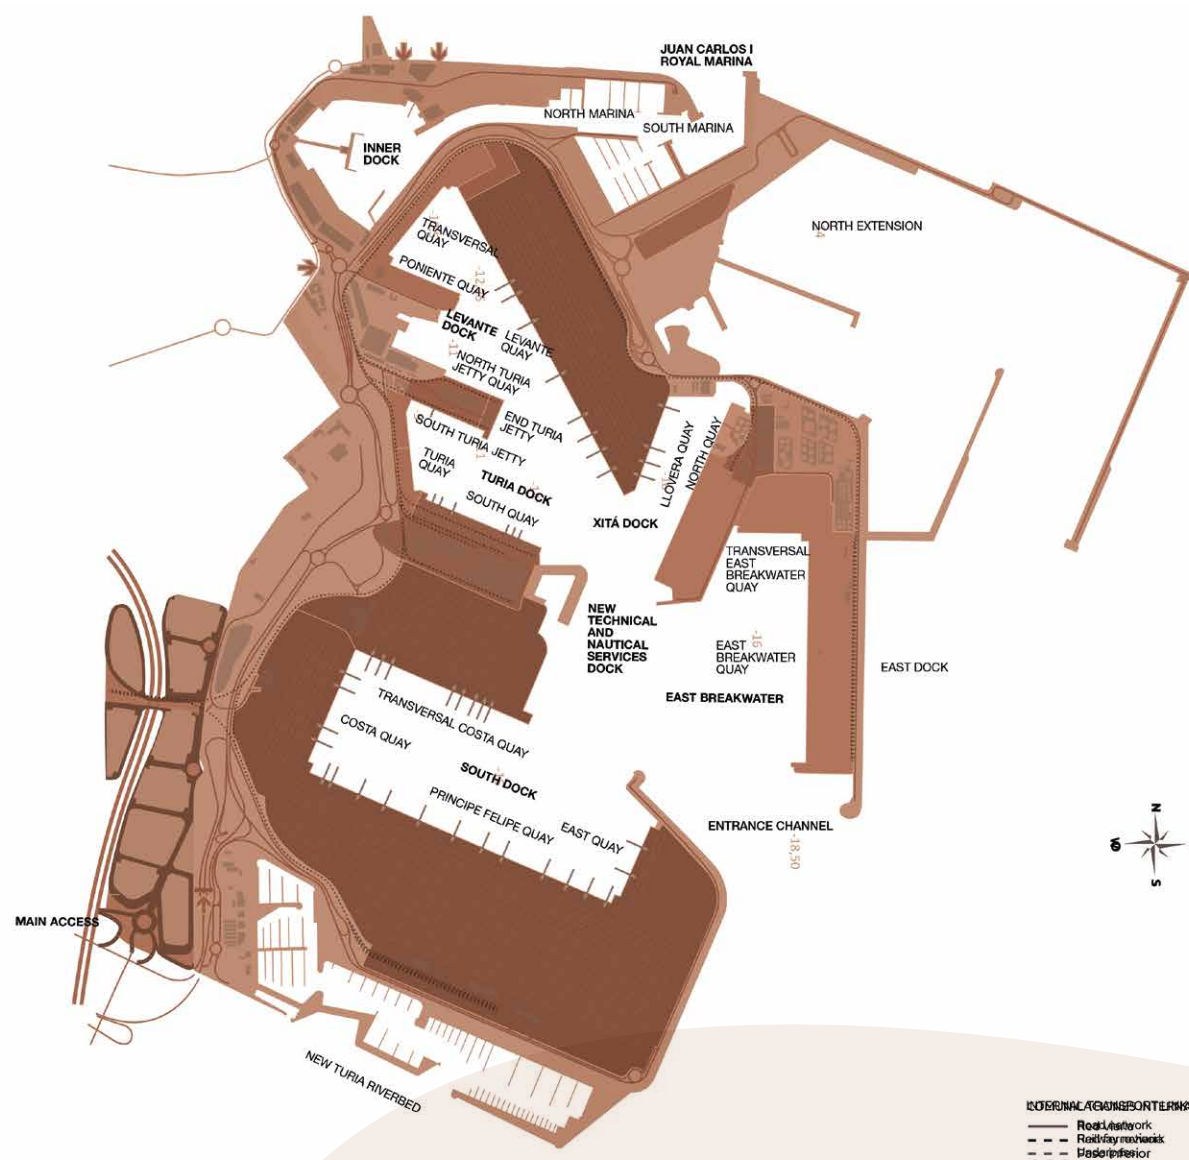 JUAN CARLOS I
ROYAL MARINA
NORTH MARINA
SOUTH MARINA
INNER
DOCK
NORTH EXTENSION
TRANSVERSAL
QUAY
PONIENTE QUAY
LEVANTE
DOCK
LEVANTE
QUAY
-11
NORTH TURIA
JETTY QUAY
END TURIA
JETTY
SOUTH TURIA JETTY
TURIA
QUAY
TURIA DOCK
SOUTH QUAY
LLOVERA QUAY
NORTH QUAY
XITÁ DOCK
TRANSVERSAL
EAST
BREAKWATER
QUAY
NEW
TECHNICAL
AND
NAUTICAL
SERVICES
DOCK
-16
EAST
BREAKWATER
QUAY
EAST DOCK
EAST BREAKWATER
TRANSVERSAL COSTA QUAY
COSTA QUAY
SOUTH DOCK
PRINCIPE FELIPE QUAY
EAST QUAY
ENTRANCE CHANNEL
-18,50
N
S
MAIN ACCESS
NEW TURIA RIVERBED